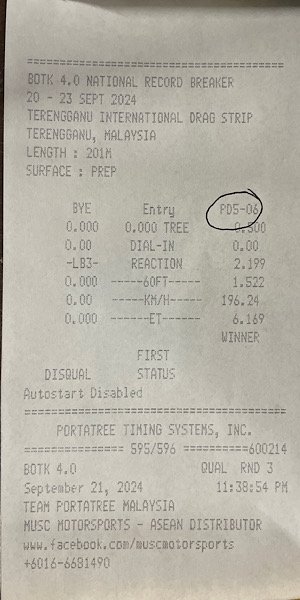 ==========================================
BOTK 4.0 NATIONAL RECORD BREAKER
20 - 23 SEPT 2024
TERENGGANU INTERNATIONAL DRAG STRIP
TERENGGANU, MALAYSIA
LENGTH : 201M
SURFACE : PREP
BYE Entry PD5-06
0.000 0.000 TREE 0.500
0.00 DIAL-IN 0.00
-LB3- REACTION 2.199
0.000 -----60FT----- 1.522
0.00 -----KM/H----- 196.24
0.000 ------ET------ 6.169
WINNER
FIRST
DISQUAL STATUS
Autostart Disabled
==========================================
PORTATREE TIMING SYSTEMS, INC.
=============== 595/596 ==========600214
BOTK 4.0 QUAL RND 3
September 21, 2024 11:38:54 PM
TEAM PORTATREE MALAYSIA
MUSC MOTORSPORTS - ASEAN DISTRIBUTOR
www.facebook.com/muscmotorsports
+6016-6681490